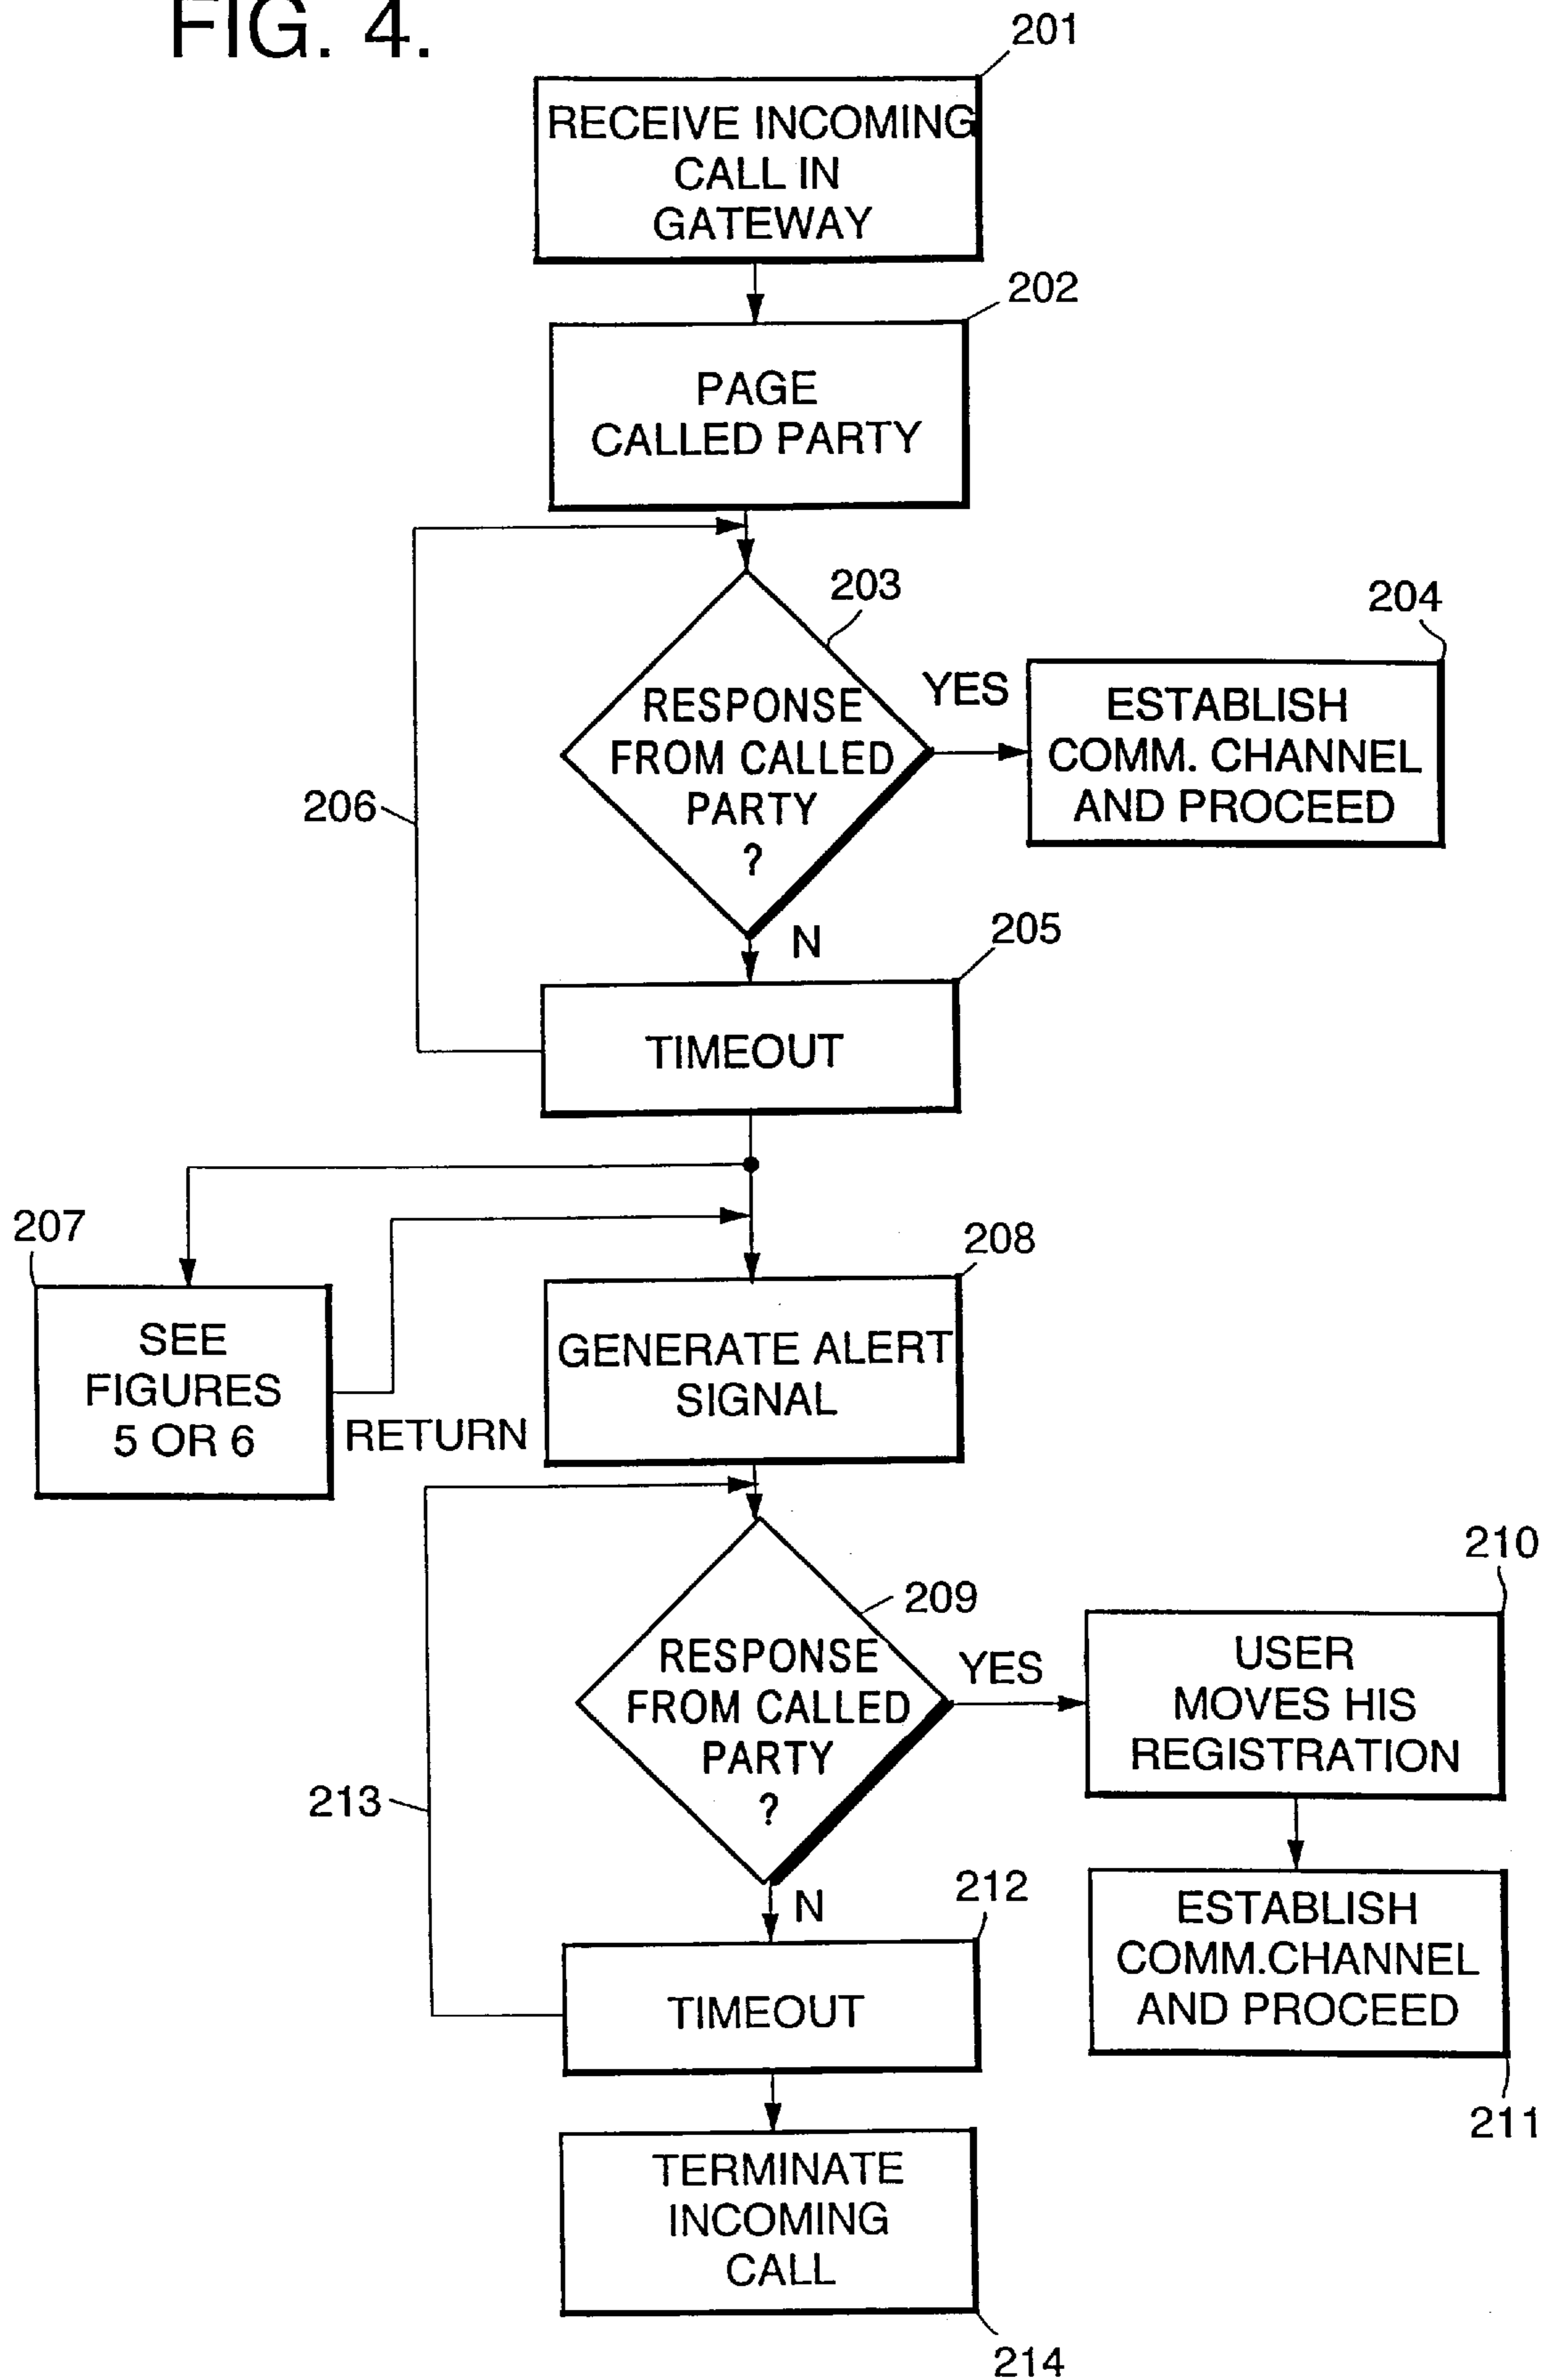 FIG. 4.
201
RECEIVE INCOMING
CALL IN
GATEWAY
202
PAGE
CALLED PARTY
203
RESPONSE
FROM CALLED
PARTY
?
YES
204
ESTABLISH
COMM. CHANNEL
AND PROCEED
206
N
205
TIMEOUT
207
SEE
FIGURES
5 OR 6
RETURN
208
GENERATE ALERT
SIGNAL
209
RESPONSE
FROM CALLED
PARTY
?
YES
210
USER
MOVES HIS
REGISTRATION
213
N
212
TIMEOUT
ESTABLISH
COMM.CHANNEL
AND PROCEED
211
TERMINATE
INCOMING
CALL
214